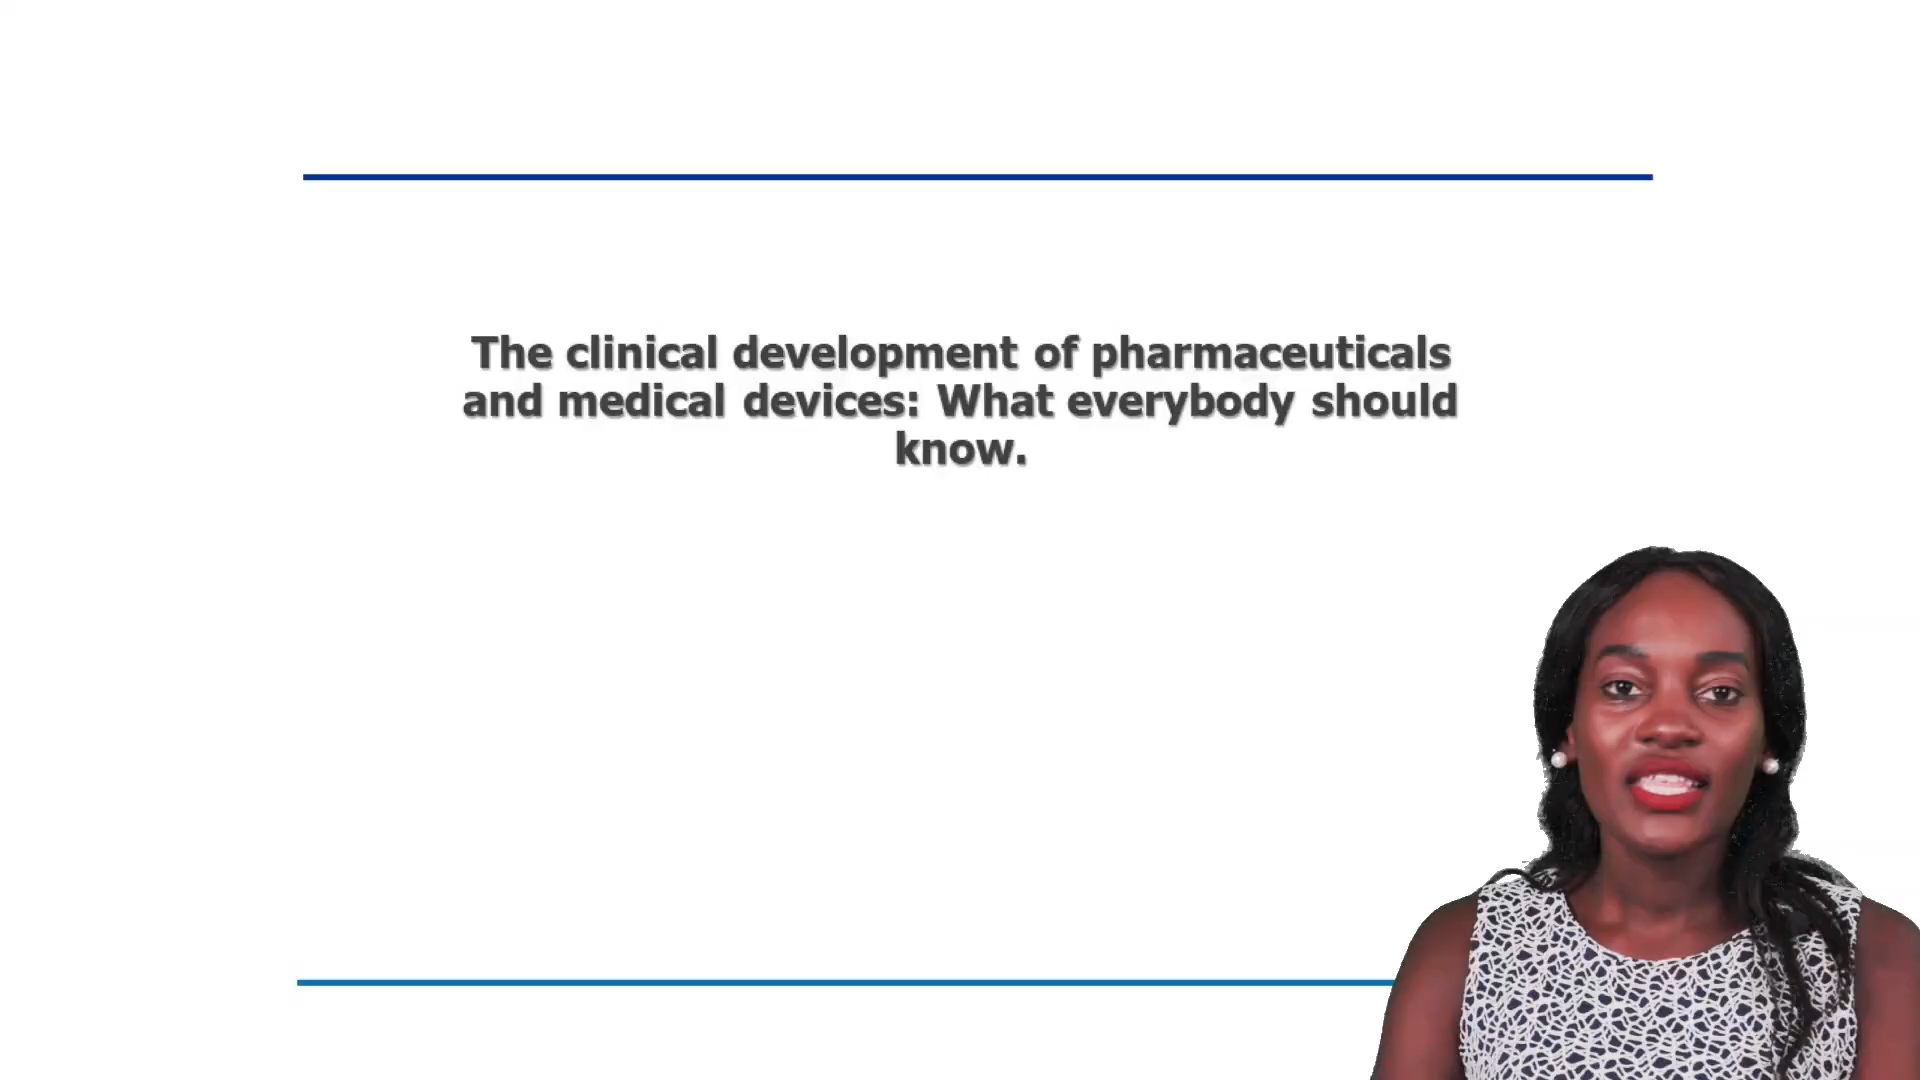 The clinical development of pharmaceuticals
and medical devices: What everybody should
know.